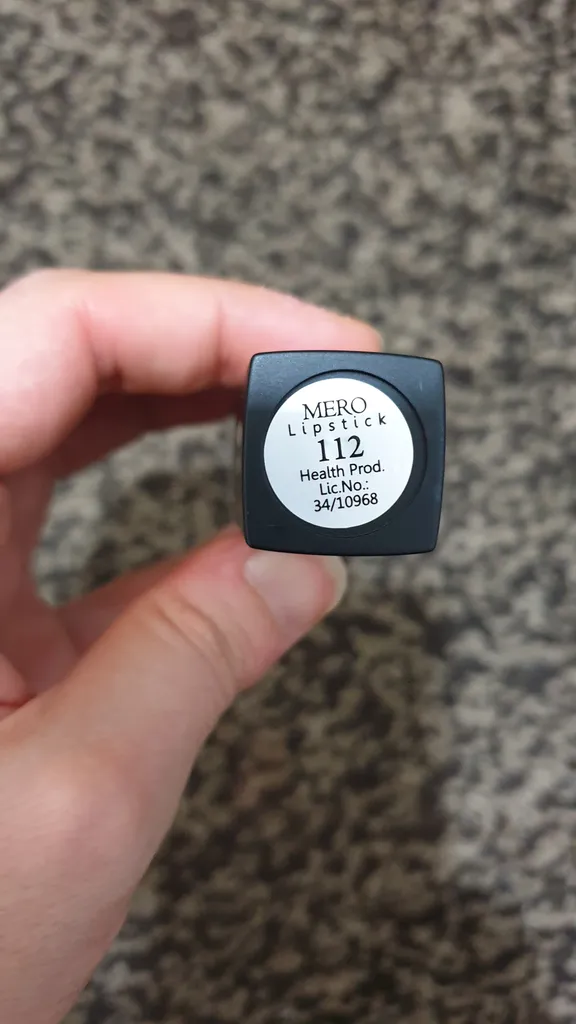 MERO
Lipstick
112
Health Prod.
Lic.No.:
34/10968